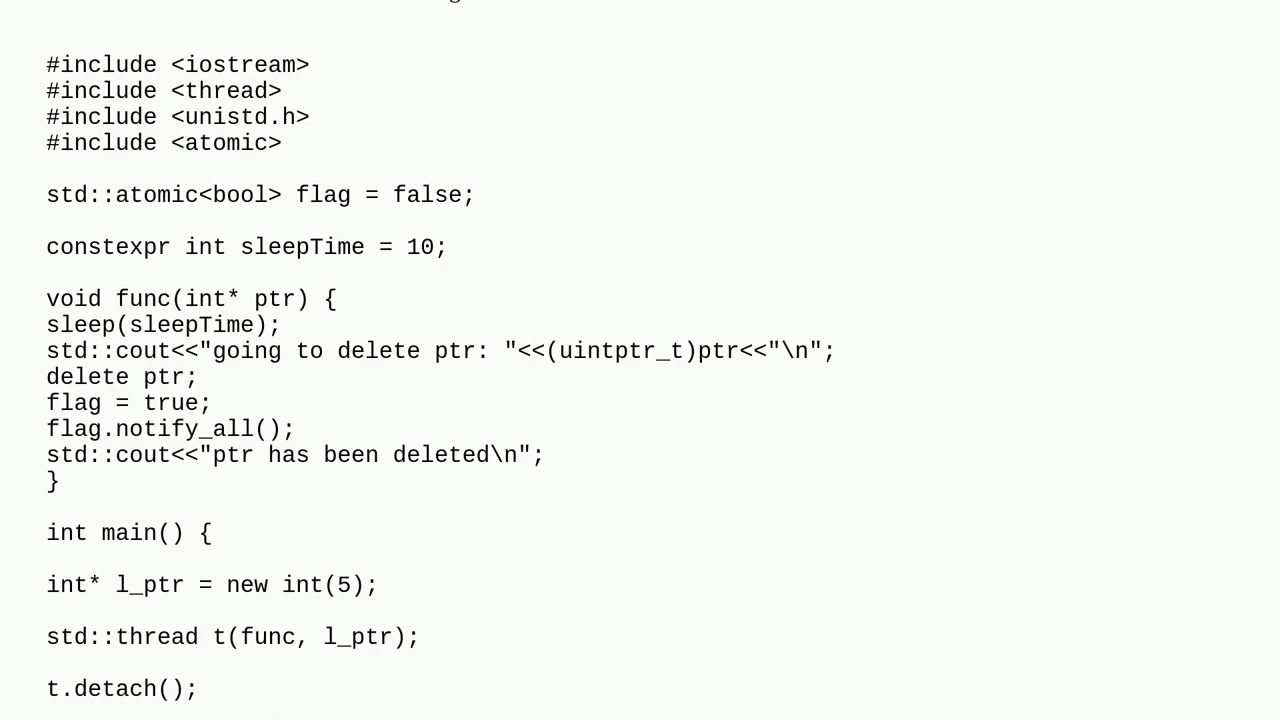 #include <iostream>
#include <thread>
#include <unistd.h>
#include <atomic>
std::atomic<bool> flag = false;
constexpr int sleepTime = 10;
void func(int* ptr) {
sleep(sleepTime);
std::cout<<"going to delete ptr: "<<(uintptr_t)ptr<<"\n";
delete ptr;
flag = true;
flag.notify_all();
std::cout<<"ptr has been deleted\n";
}
int main() {
int* l_ptr = new int(5);
std::thread t(func, l_ptr);
t.detach();